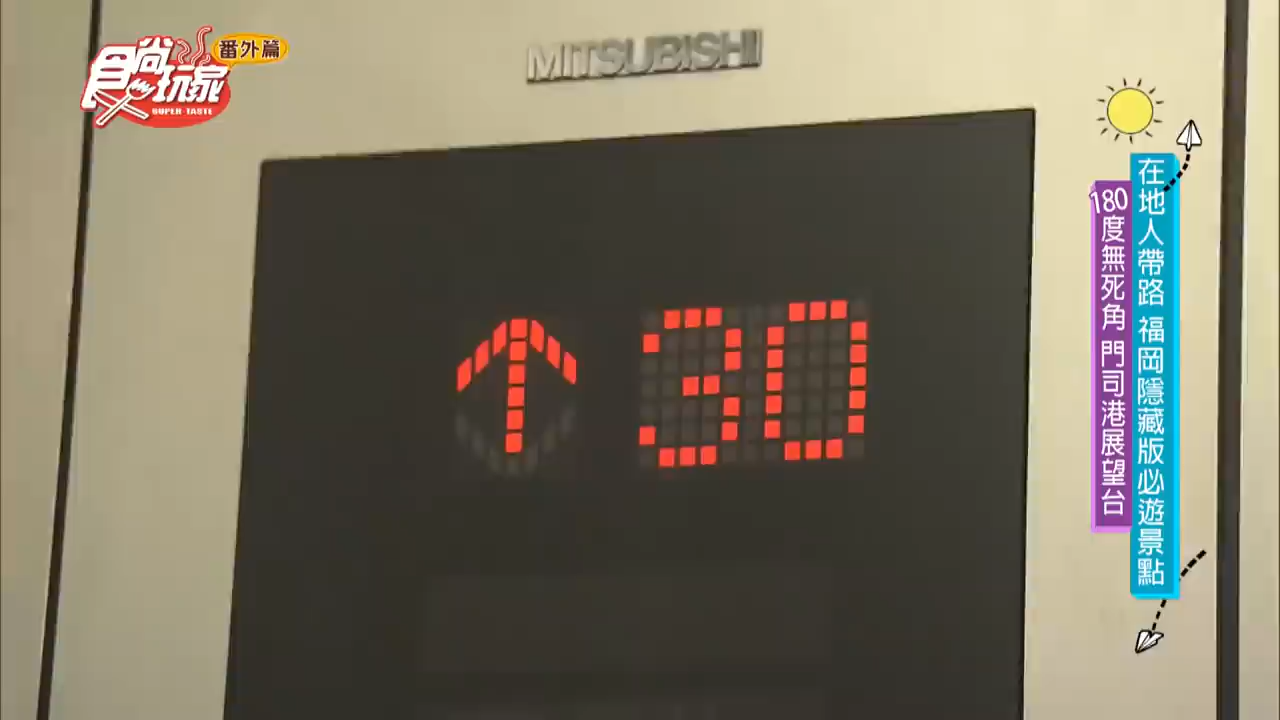 食尚玩家
番外篇
SUPER TASTE
MITSUBISHI
↑30
在地人帶路 福岡隱藏版必遊景點
180度無死角 門司港展望台